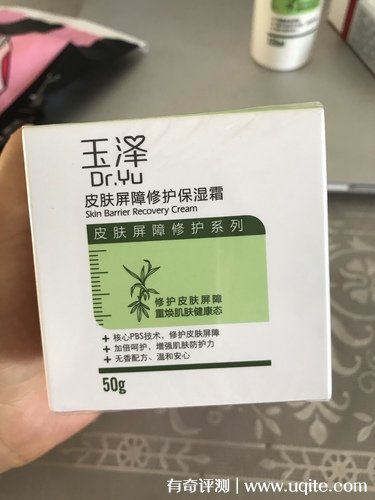 玉泽
Dr.Yu
皮肤屏障修护保湿霜
Skin Barrier Recovery Cream
皮肤屏障修护系列
修护皮肤屏障
重焕肌肤健康态
+ 核心PBS技术，修护皮肤屏障
+ 加倍呵护，增强肌肤防护力
+ 无香配方、温和安心
50g
有奇评测｜www.uqite.com